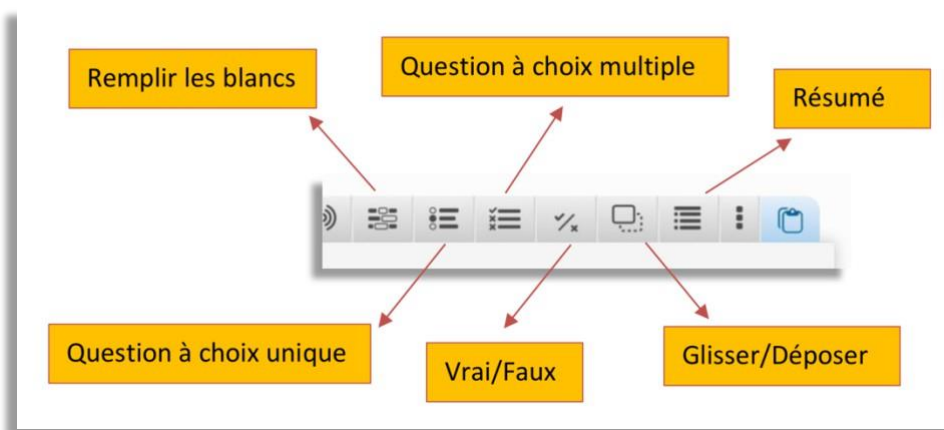 Remplir les blancs
Question à choix multiple
Résumé
Question à choix unique
Vrai/Faux
Glisser/Déposer